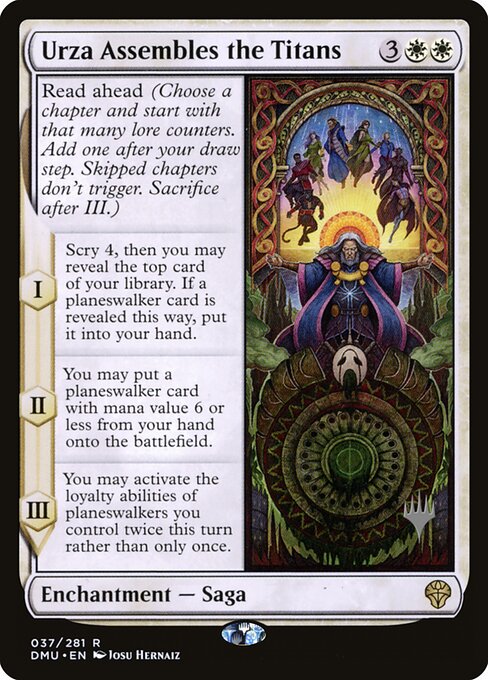 Urza Assembles the Titans 3
Read ahead (Choose a
chapter and start with
that many lore counters.
Add one after your draw
step. Skipped chapters
don't trigger. Sacrifice
after III.)
I
Scry 4, then you may
reveal the top card
of your library. If a
planeswalker card is
revealed this way, put
it into your hand.
II
You may put a
planeswalker card
with mana value 6 or
less from your hand
onto the battlefield.
III
You may activate the
loyalty abilities of
planeswalkers you
control twice this turn
rather than only once.
Enchantment — Saga
037/281 R
DMU • EN Josu Hernaiz